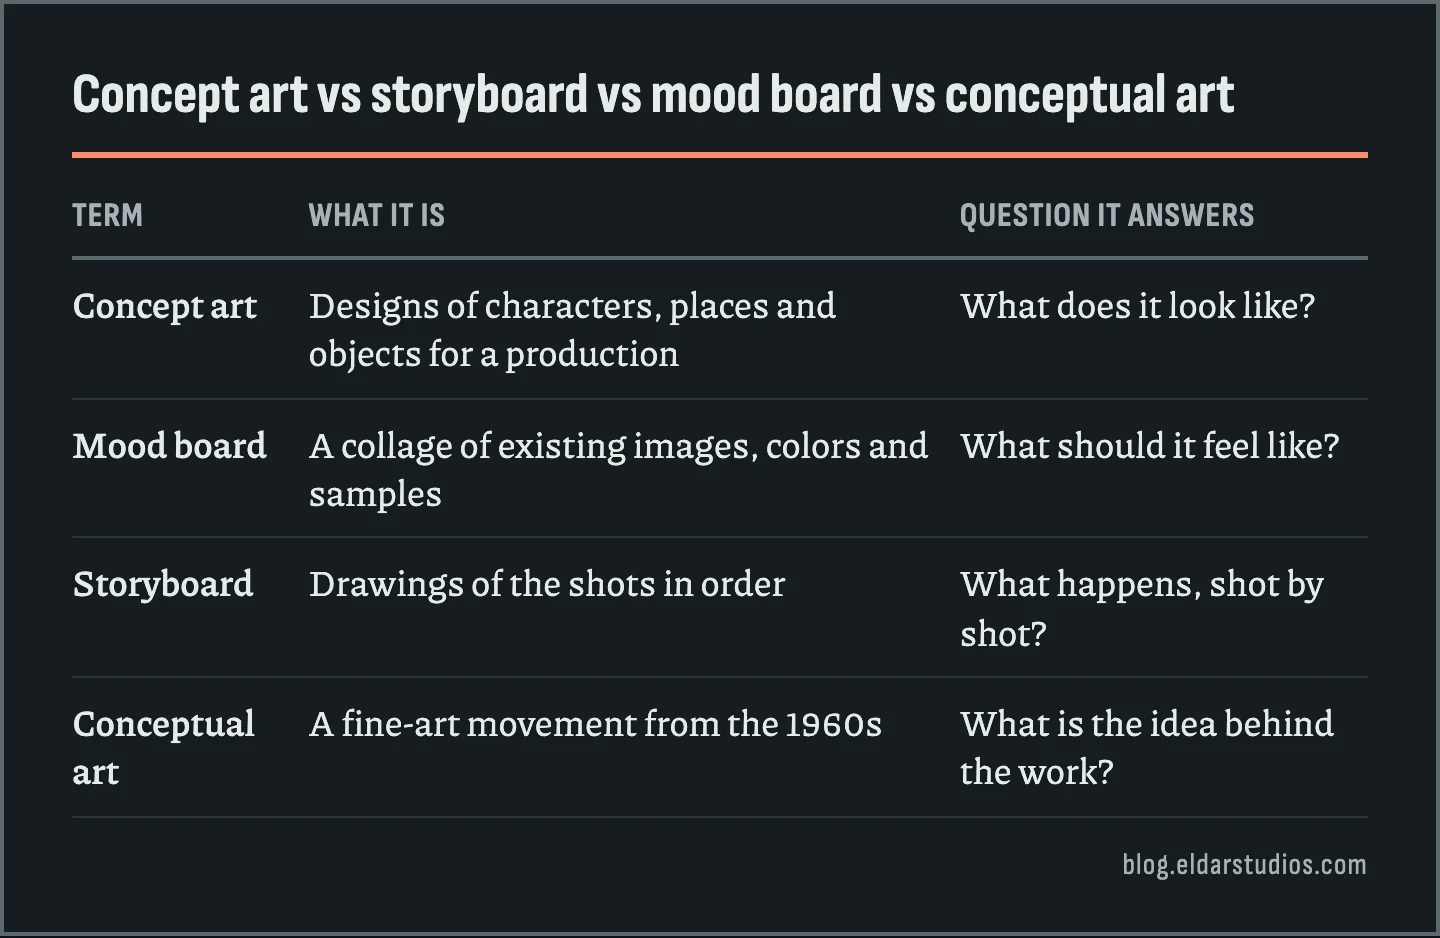 Concept art vs storyboard vs mood board vs conceptual art
TERM WHAT IT IS QUESTION IT ANSWERS
Concept art Designs of characters, places and What does it look like?
objects for a production
Mood board A collage of existing images, colors and What should it feel like?
samples
Storyboard Drawings of the shots in order What happens, shot by
shot?
Conceptual A fine-art movement from the 1960s What is the idea behind
art the work?
blog.eldarstudios.com